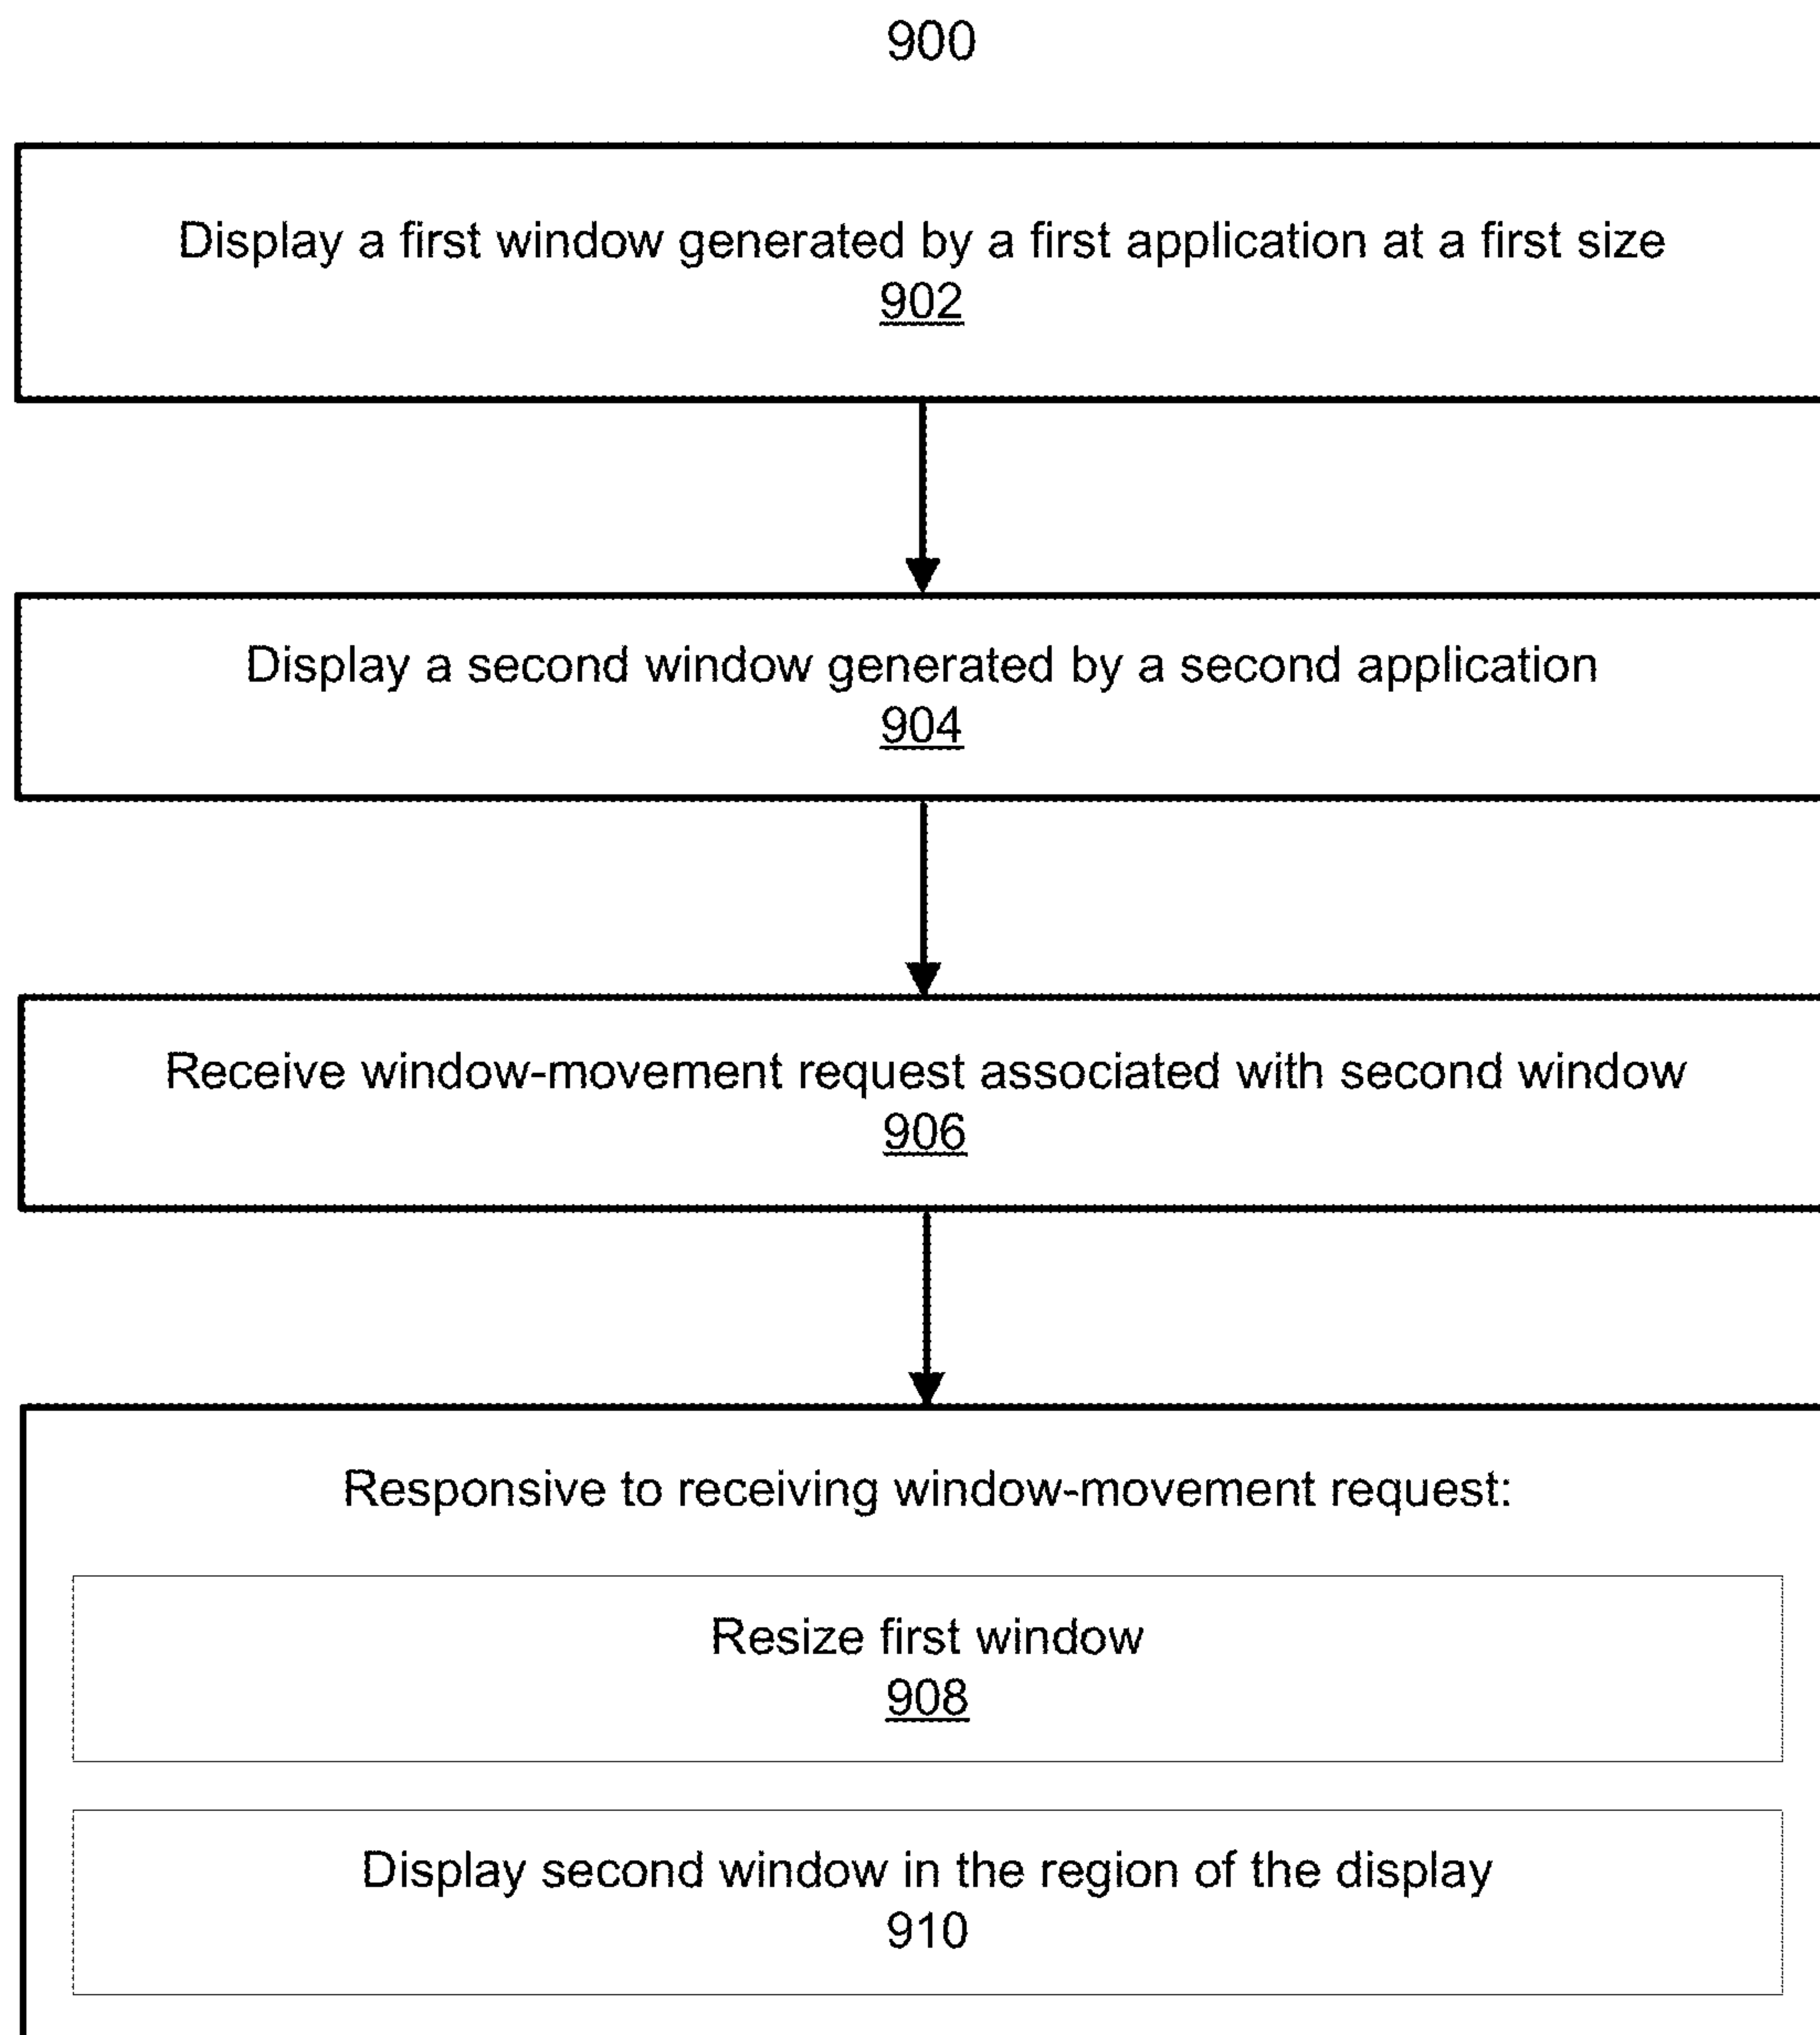 900
Display a first window generated by a first application at a first size
902
Display a second window generated by a second application
904
Receive window-movement request associated with second window
906
Responsive to receiving window-movement request:
Resize first window
908
Display second window in the region of the display
910